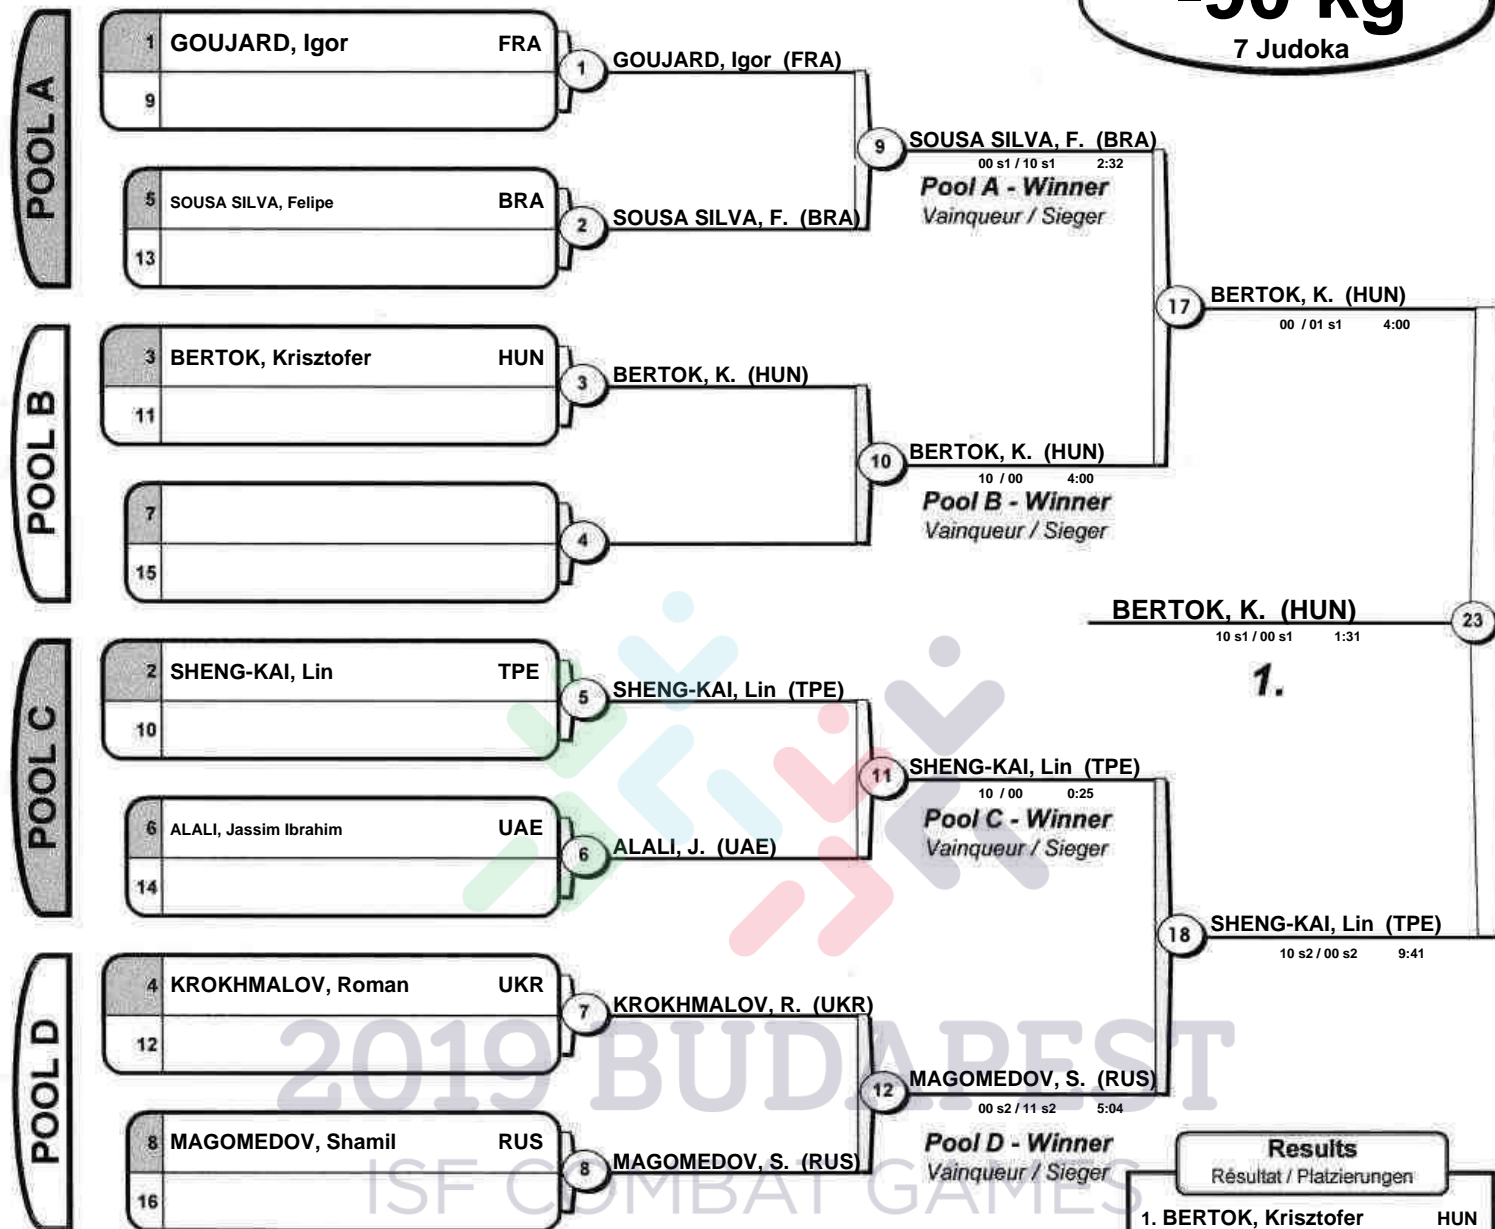 -90 kg
7 Judoka
POOL A
1 GOUJARD, Igor FRA
9
1
GOUJARD, Igor (FRA)
5 SOUSA SILVA, Felipe BRA
13
2
SOUSA SILVA, F. (BRA)
9
SOUSA SILVA, F. (BRA)
00 s1 / 10 s1 2:32
Pool A - Winner
Vainqueur / Sieger
POOL B
3 BERTOK, Krisztofer HUN
11
3
BERTOK, K. (HUN)
7
15
4
10
BERTOK, K. (HUN)
10 / 00 4:00
Pool B - Winner
Vainqueur / Sieger
17
BERTOK, K. (HUN)
00 / 01 s1 4:00
BERTOK, K. (HUN)
10 s1 / 00 s1 1:31
1.
23
POOL C
2 SHENG-KAI, Lin TPE
10
5
SHENG-KAI, Lin (TPE)
6 ALALI, Jassim Ibrahim UAE
14
6
ALALI, J. (UAE)
11
SHENG-KAI, Lin (TPE)
10 / 00 0:25
Pool C - Winner
Vainqueur / Sieger
18
SHENG-KAI, Lin (TPE)
10 s2 / 00 s2 9:41
POOL D
4 KROKHMALOV, Roman UKR
12
7
KROKHMALOV, R. (UKR)
8 MAGOMEDOV, Shamil RUS
16
8
MAGOMEDOV, S. (RUS)
12
MAGOMEDOV, S. (RUS)
00 s2 / 11 s2 5:04
Pool D - Winner
Vainqueur / Sieger
2019 BUDAPEST
ISF COMBAT GAMES
Results
Résultat / Platzierungen
1. BERTOK, Krisztofer HUN